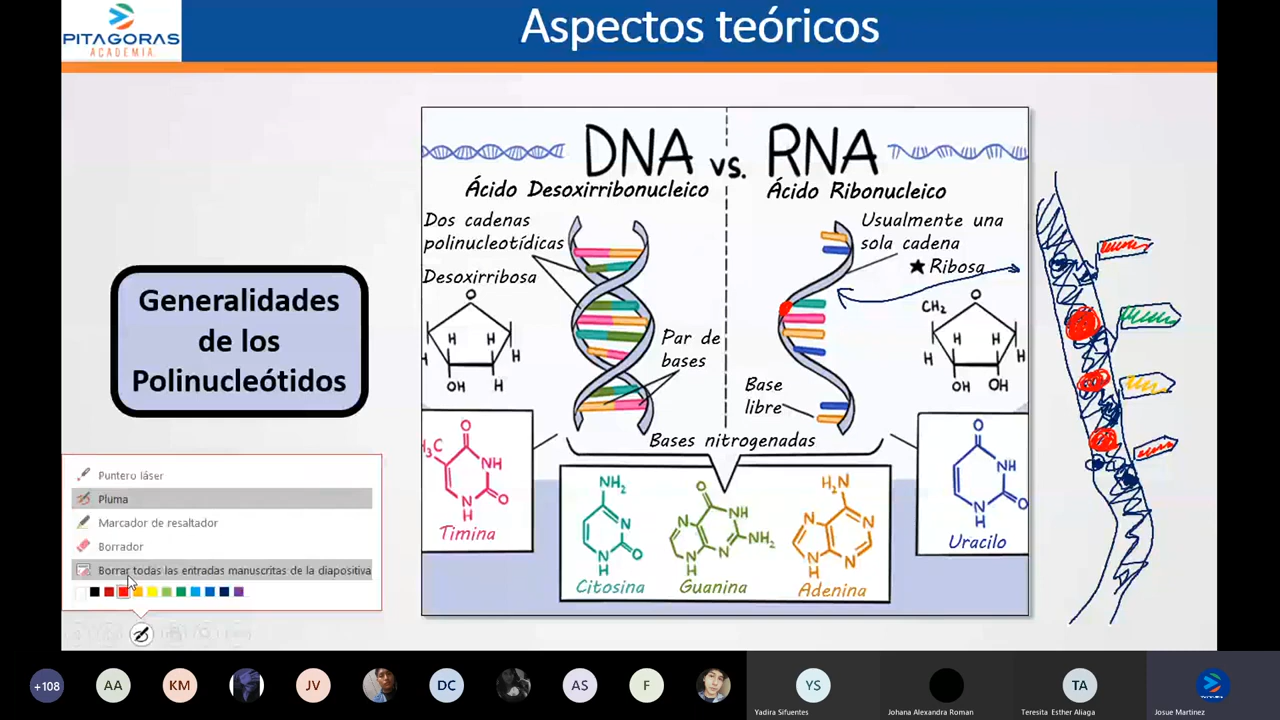 PITAGORAS
ACADEMIA
Aspectos teóricos
Generalidades
de los
Polinucleótidos
DNA vs. RNA
Ácido Desoxirribonucleico
Ácido Ribonucleico
Dos cadenas
polinucleotídicas
Desoxirribosa
Usualmente una
sola cadena
★ Ribosa
Par de
bases
Base
libre
Bases nitrogenadas
O
H H
H H
OH H
CH₂ O
H H
H H
OH OH
H₃C O
NH
N O
H
Timina
NH₂
N
N O
H
Citosina
O
N NH
N N NH₂
H
Guanina
H₂N
N N
N N
H
Adenina
O
NH
N O
H
Uracilo
Puntero láser
Pluma
Marcador de resaltador
Borrador
Borrar todas las entradas manuscritas de la diapositiva
+108
AA
KM
JV
DC
AS
F
YS
TA
Yadira Sifuentes
Johana Alexandra Roman
Teresita Esther Aliaga
Josue Martinez